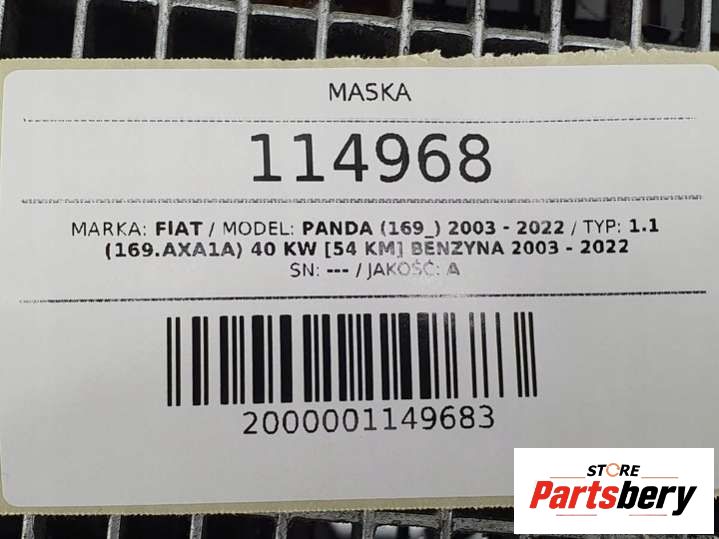 MASKA
114968
MARKA: FIAT / MODEL: PANDA (169_) 2003 - 2022 / TYP: 1.1
(169.AXA1A) 40 KW [54 KM] BENZYNA 2003 - 2022
SN: --- / JAKOŚĆ: A
2000001149683
STORE
Partsbery